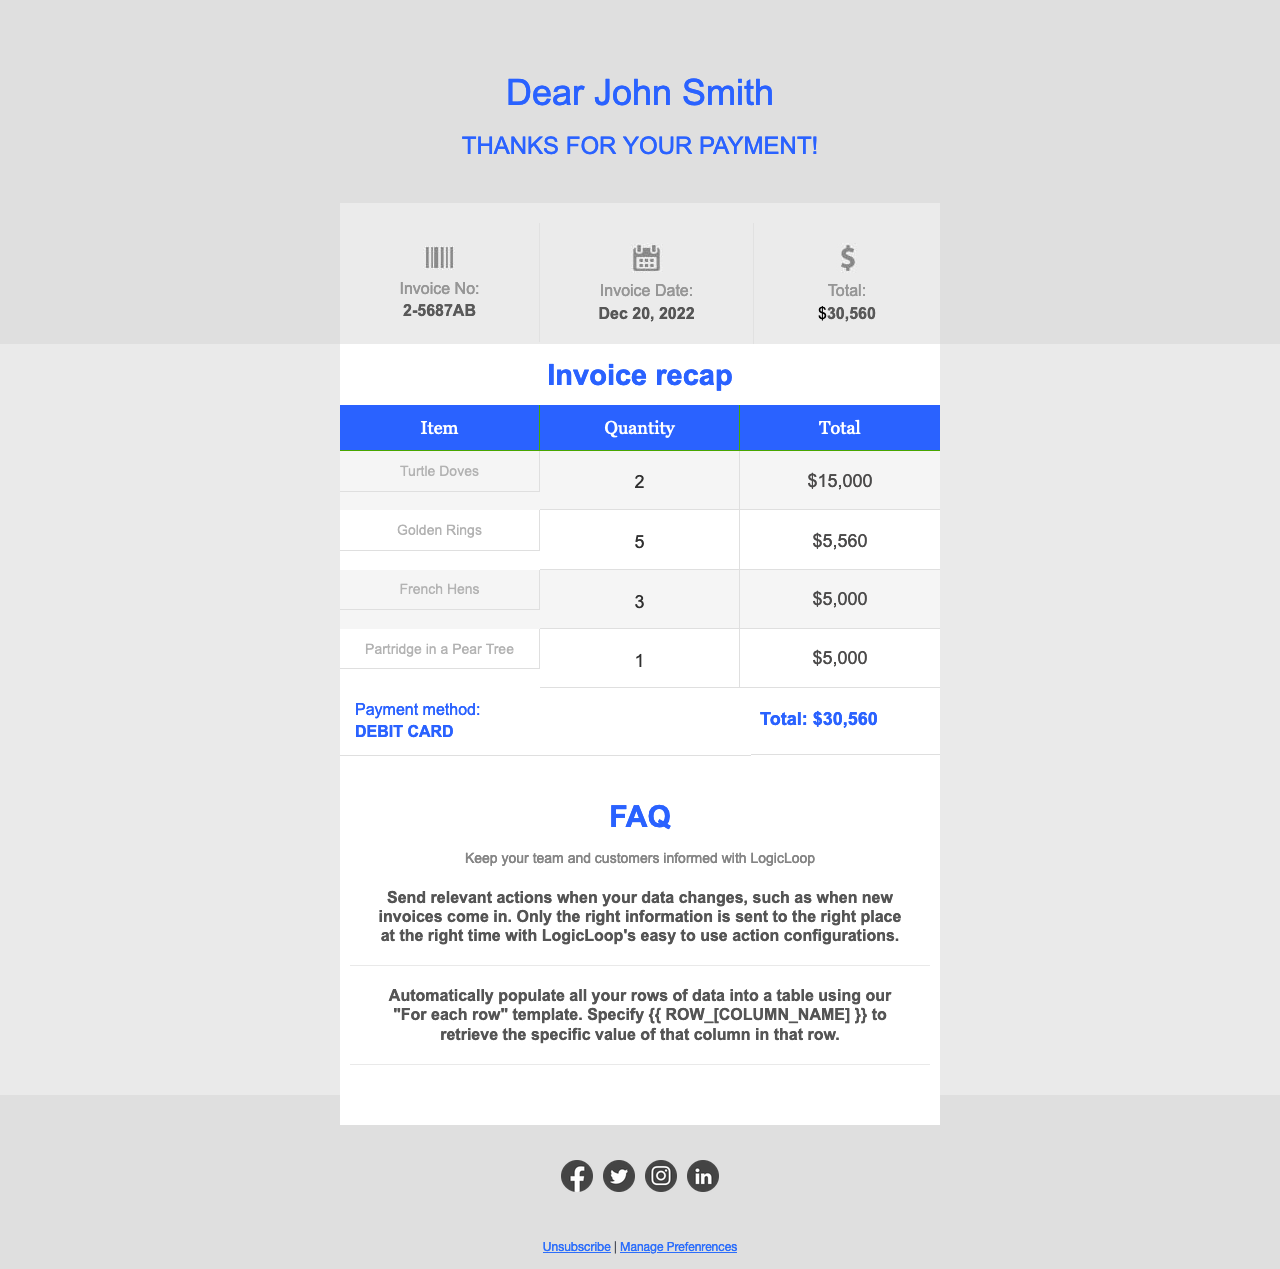 Dear John Smith
THANKS FOR YOUR PAYMENT!
Invoice No:
2-5687AB
Invoice Date:
Dec 20, 2022
Total:
$30,560
Invoice recap
Item Quantity Total
Turtle Doves 2 $15,000
Golden Rings 5 $5,560
French Hens 3 $5,000
Partridge in a Pear Tree 1 $5,000
Payment method:
DEBIT CARD
Total: $30,560
FAQ
Keep your team and customers informed with LogicLoop
Send relevant actions when your data changes, such as when new
invoices come in. Only the right information is sent to the right place
at the right time with LogicLoop's easy to use action configurations.
Automatically populate all your rows of data into a table using our
"For each row" template. Specify {{ ROW_[COLUMN_NAME] }} to
retrieve the specific value of that column in that row.
Unsubscribe | Manage Prefenrences